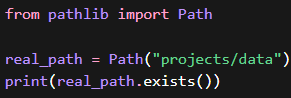 from pathlib import Path
real_path = Path("projects/data")
print(real_path.exists())